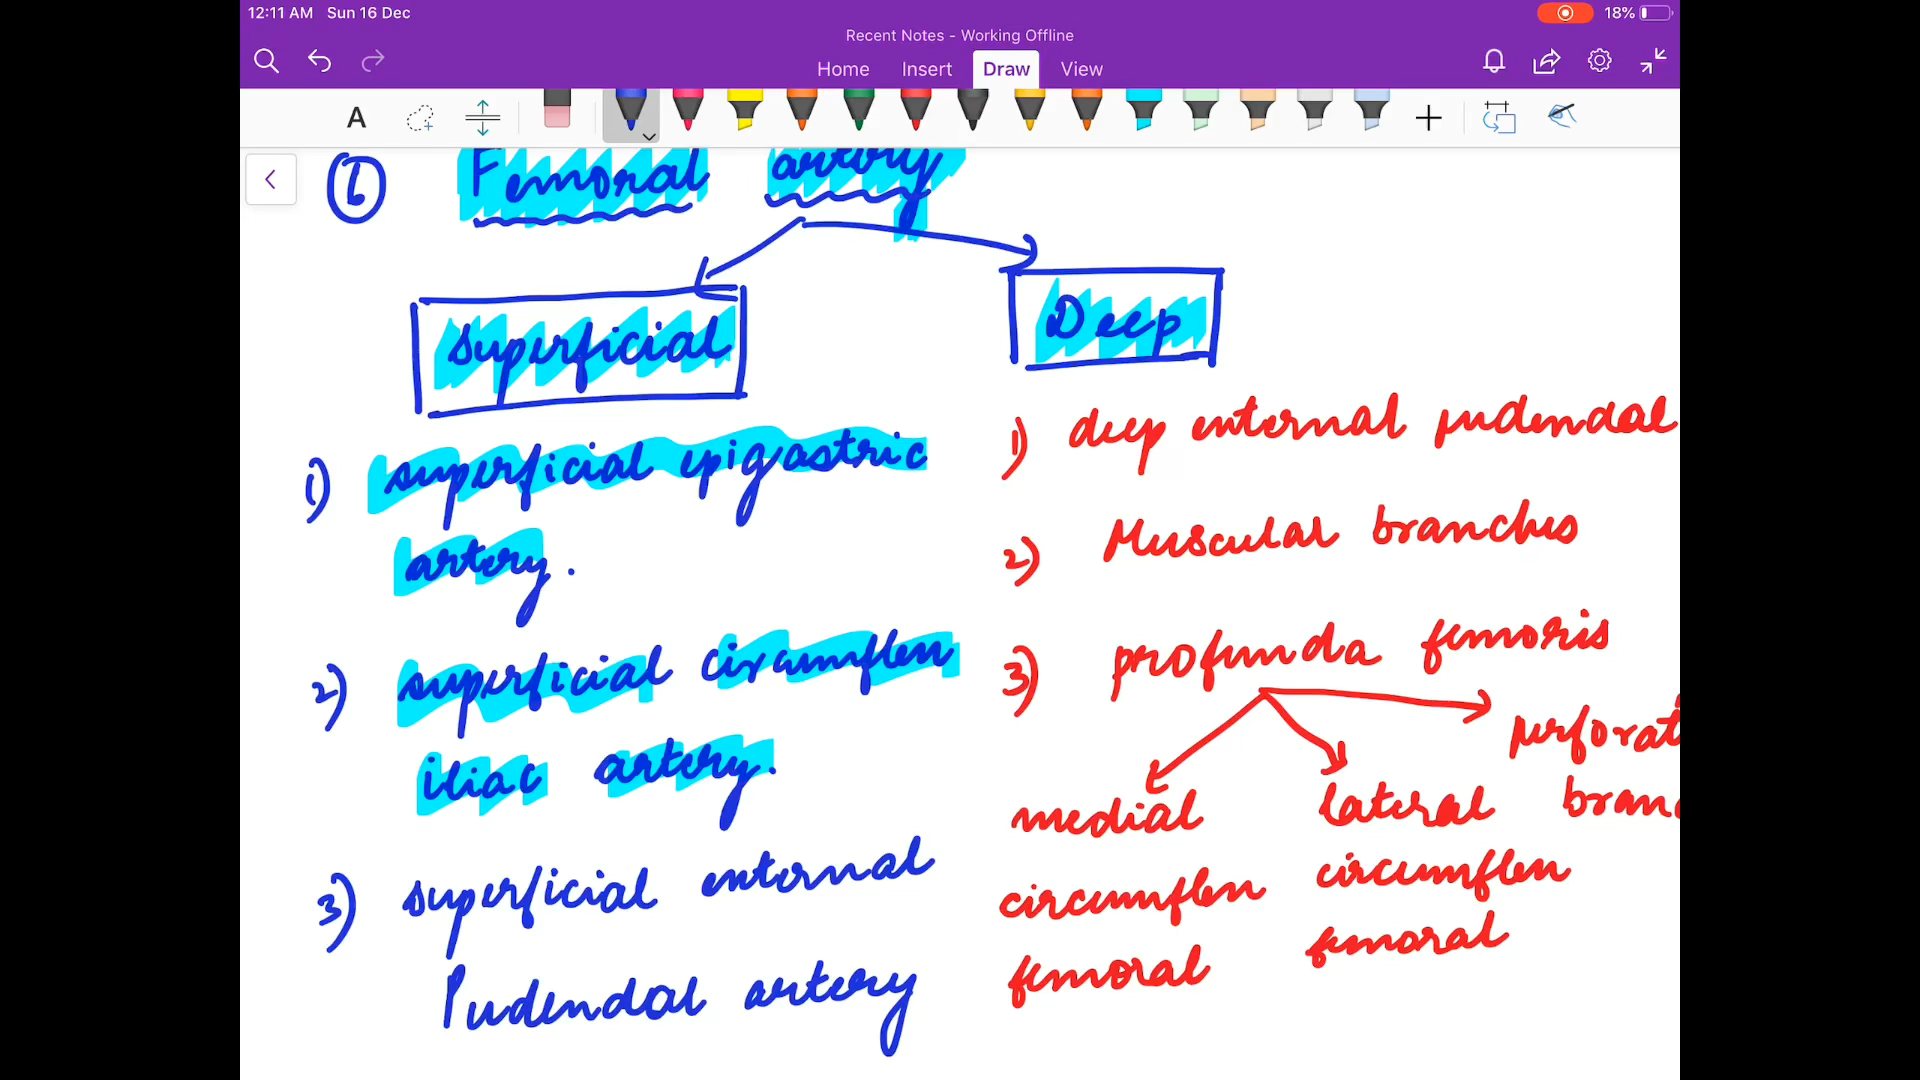 12:11 AM Sun 16 Dec
18%
Recent Notes - Working Offline
Home Insert Draw View
A
6 Femoral artery
Superficial
Deep
1) superficial epigastric
artery.
2) superficial circumflex
iliac artery.
3) superficial external
Pudendal artery
1) deep external pudendal
2) Muscular branches
3) profunda femoris
medial
circumflex
femoral
lateral
circumflex
femoral
perforat
branc